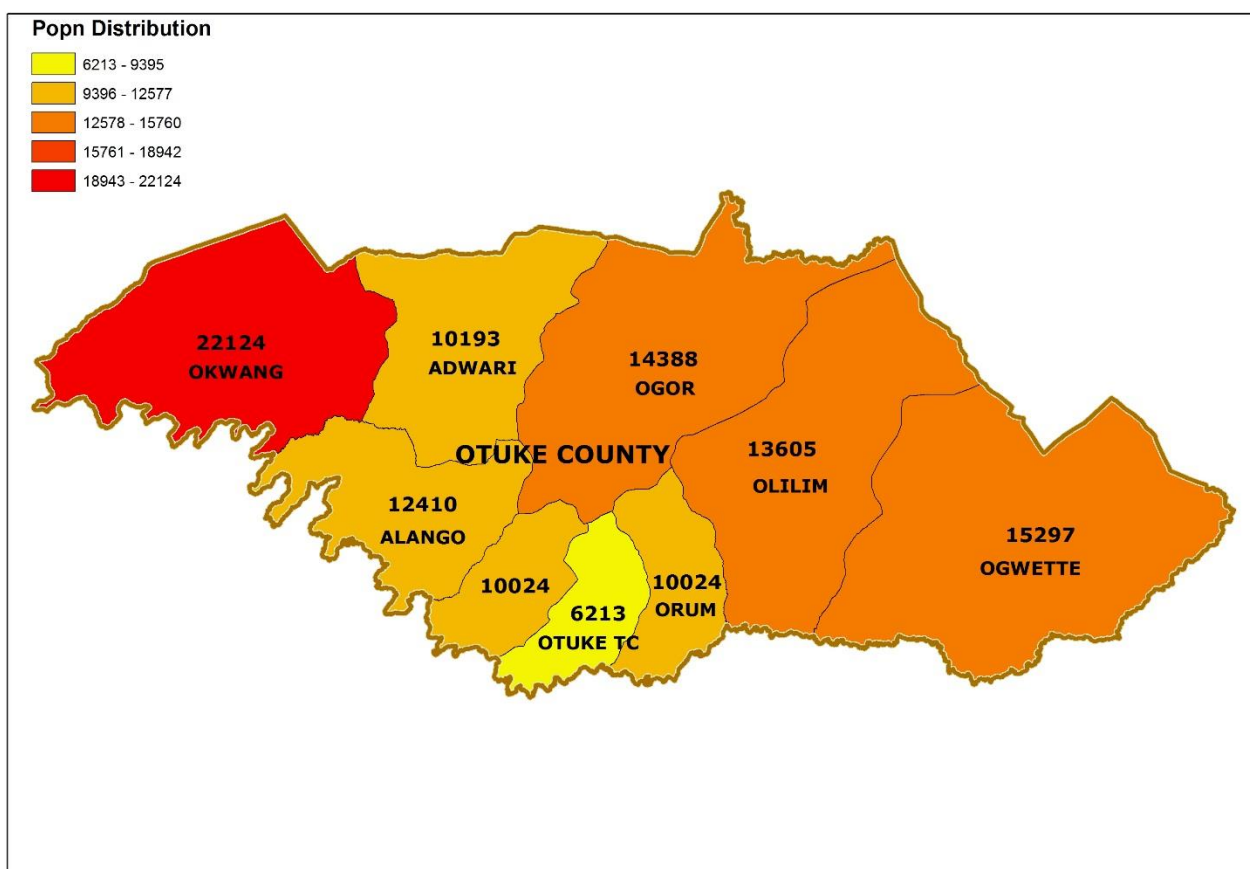 Popn Distribution
6213 - 9395
9396 - 12577
12578 - 15760
15761 - 18942
18943 - 22124
22124
OKWANG
10193
ADWARI
14388
OGOR
OTUKE COUNTY
13605
OLILIM
12410
ALANGO
15297
OGWETTE
10024
10024
ORUM
6213
OTUKE TC